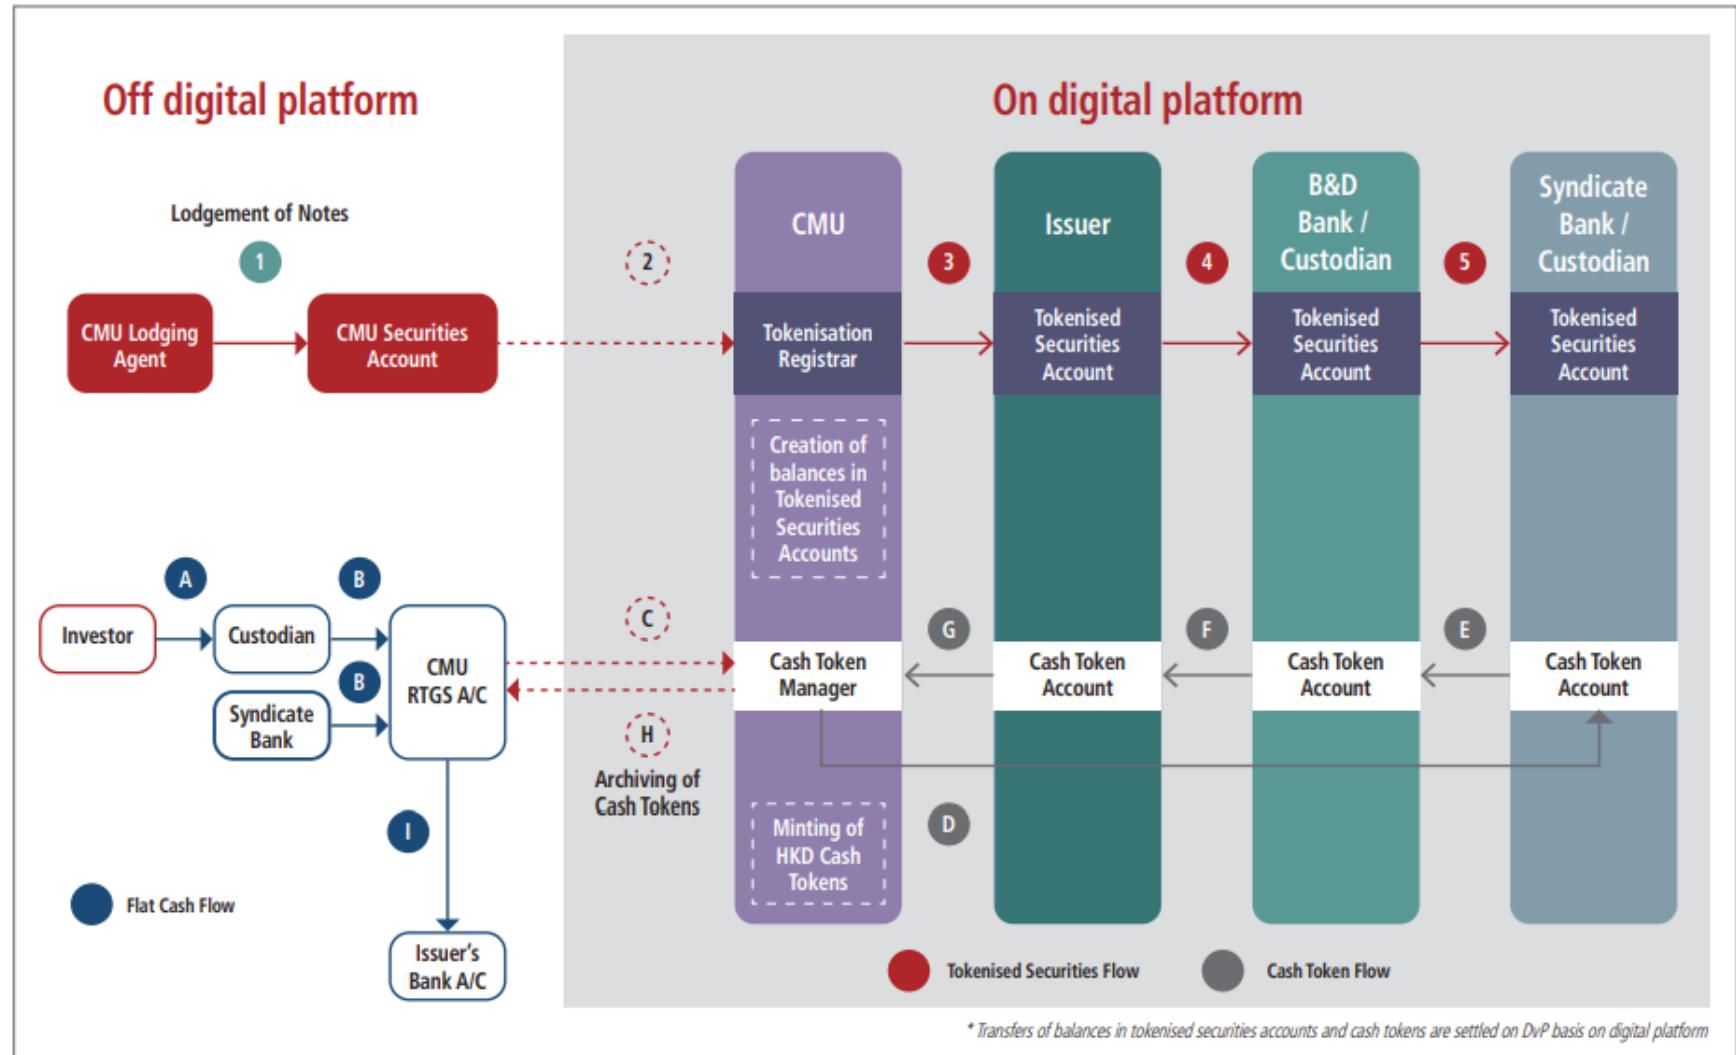 Off digital platform
On digital platform
Lodgement of Notes
1
2
3
4
5
CMU
Issuer
B&D
Bank /
Custodian
Syndicate
Bank /
Custodian
CMU Lodging
Agent
CMU Securities
Account
Tokenisation
Registrar
Tokenised
Securities
Account
Tokenised
Securities
Account
Tokenised
Securities
Account
Creation of
balances in
Tokenised
Securities
Accounts
A
B
C
G
F
E
Investor
Custodian
B
Syndicate
Bank
CMU
RTGS A/C
Cash Token
Manager
Cash Token
Account
Cash Token
Account
Cash Token
Account
H
Archiving of
Cash Tokens
I
D
Minting of
HKD Cash
Tokens
Flat Cash Flow
Issuer's
Bank A/C
Tokenised Securities Flow
Cash Token Flow
* Transfers of balances in tokenised securities accounts and cash tokens are settled on DvP basis on digital platform